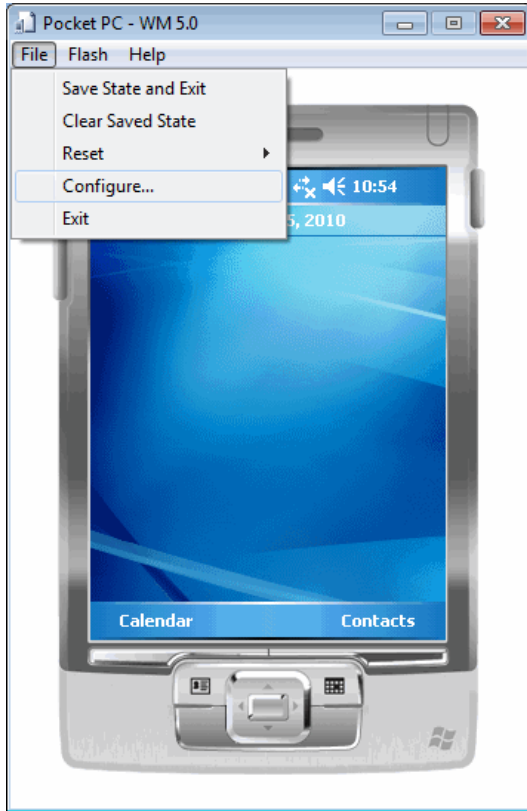 Pocket PC - WM 5.0
File Flash Help
Save State and Exit
Clear Saved State
Reset
Configure...
Exit
10:54
5, 2010
Calendar Contacts